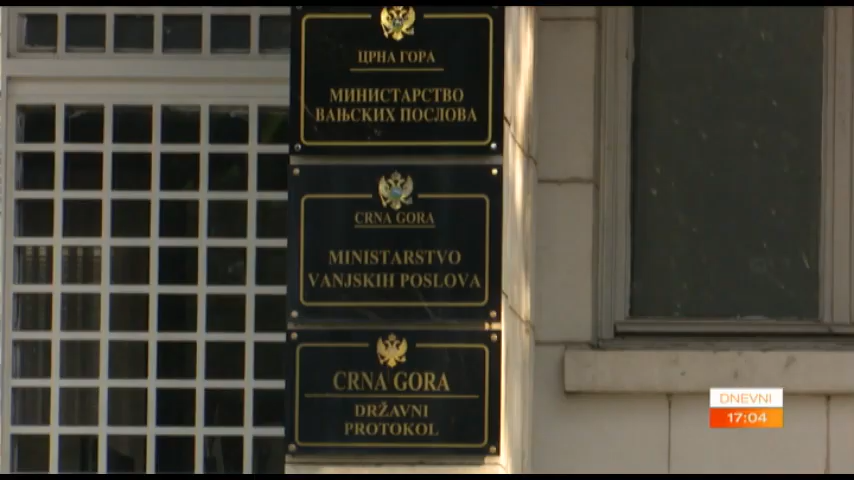 ЦРНА ГОРА
МИНИСТАРСТВО
ВАЊСКИХ ПОСЛОВА
CRNA GORA
MINISTARSTVO
VANJSKIH POSLOVA
CRNA GORA
DRŽAVNI
PROTOKOL
DNEVNI
17:04